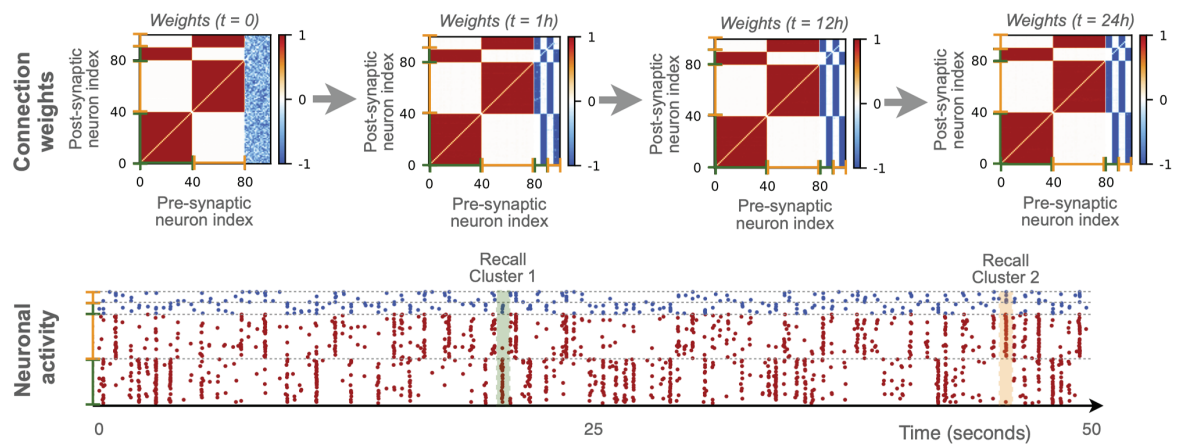 Weights (t = 0)
Weights (t = 1h)
Weights (t = 12h)
Weights (t = 24h)
Connection
weights
Post-synaptic
neuron index
80
40
0
0
40
80
1
0
-1
Pre-synaptic
neuron index
Post-synaptic
neuron index
80
40
0
0
40
80
1
0
-1
Pre-synaptic
neuron index
Post-synaptic
neuron index
80
40
0
0
40
80
1
0
-1
Pre-synaptic
neuron index
Post-synaptic
neuron index
80
40
0
0
40
80
1
0
-1
Pre-synaptic
neuron index
Neuronal
activity
Recall
Cluster 1
Recall
Cluster 2
0
25
50
Time (seconds)